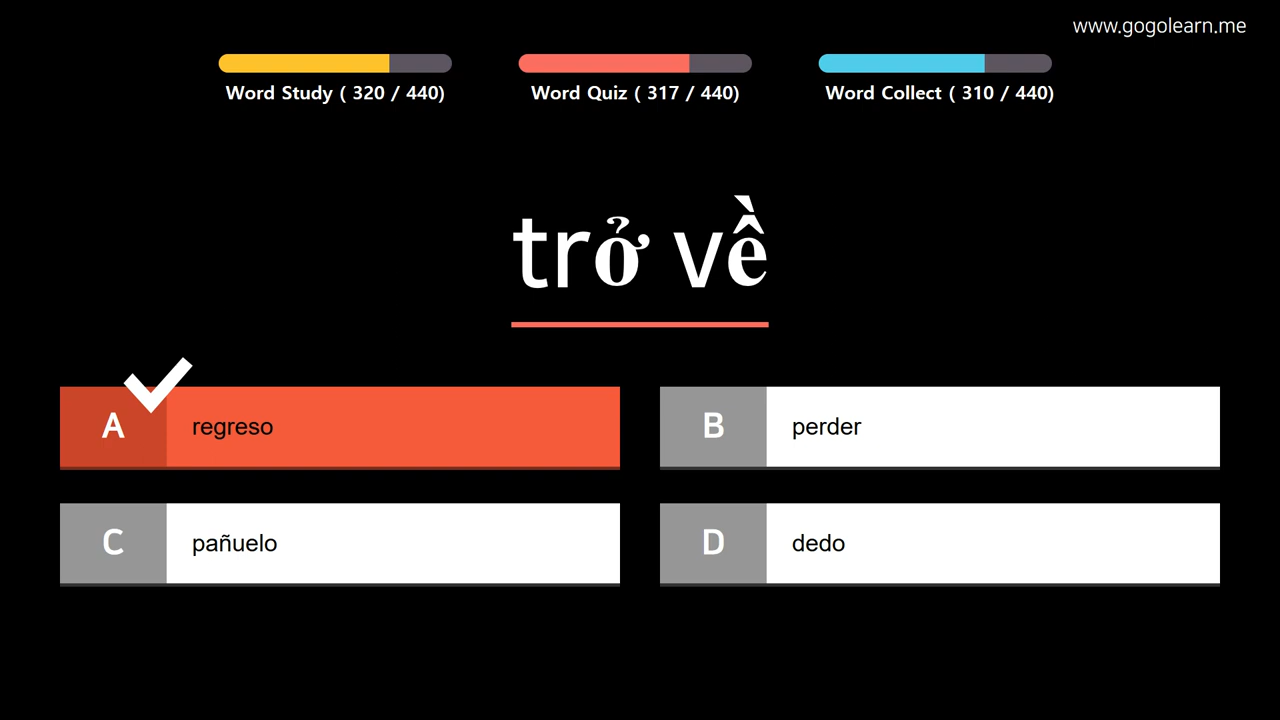 www.gogolearn.me
Word Study ( 320 / 440)
Word Quiz ( 317 / 440)
Word Collect ( 310 / 440)
trở về
A regreso
B perder
C pañuelo
D dedo